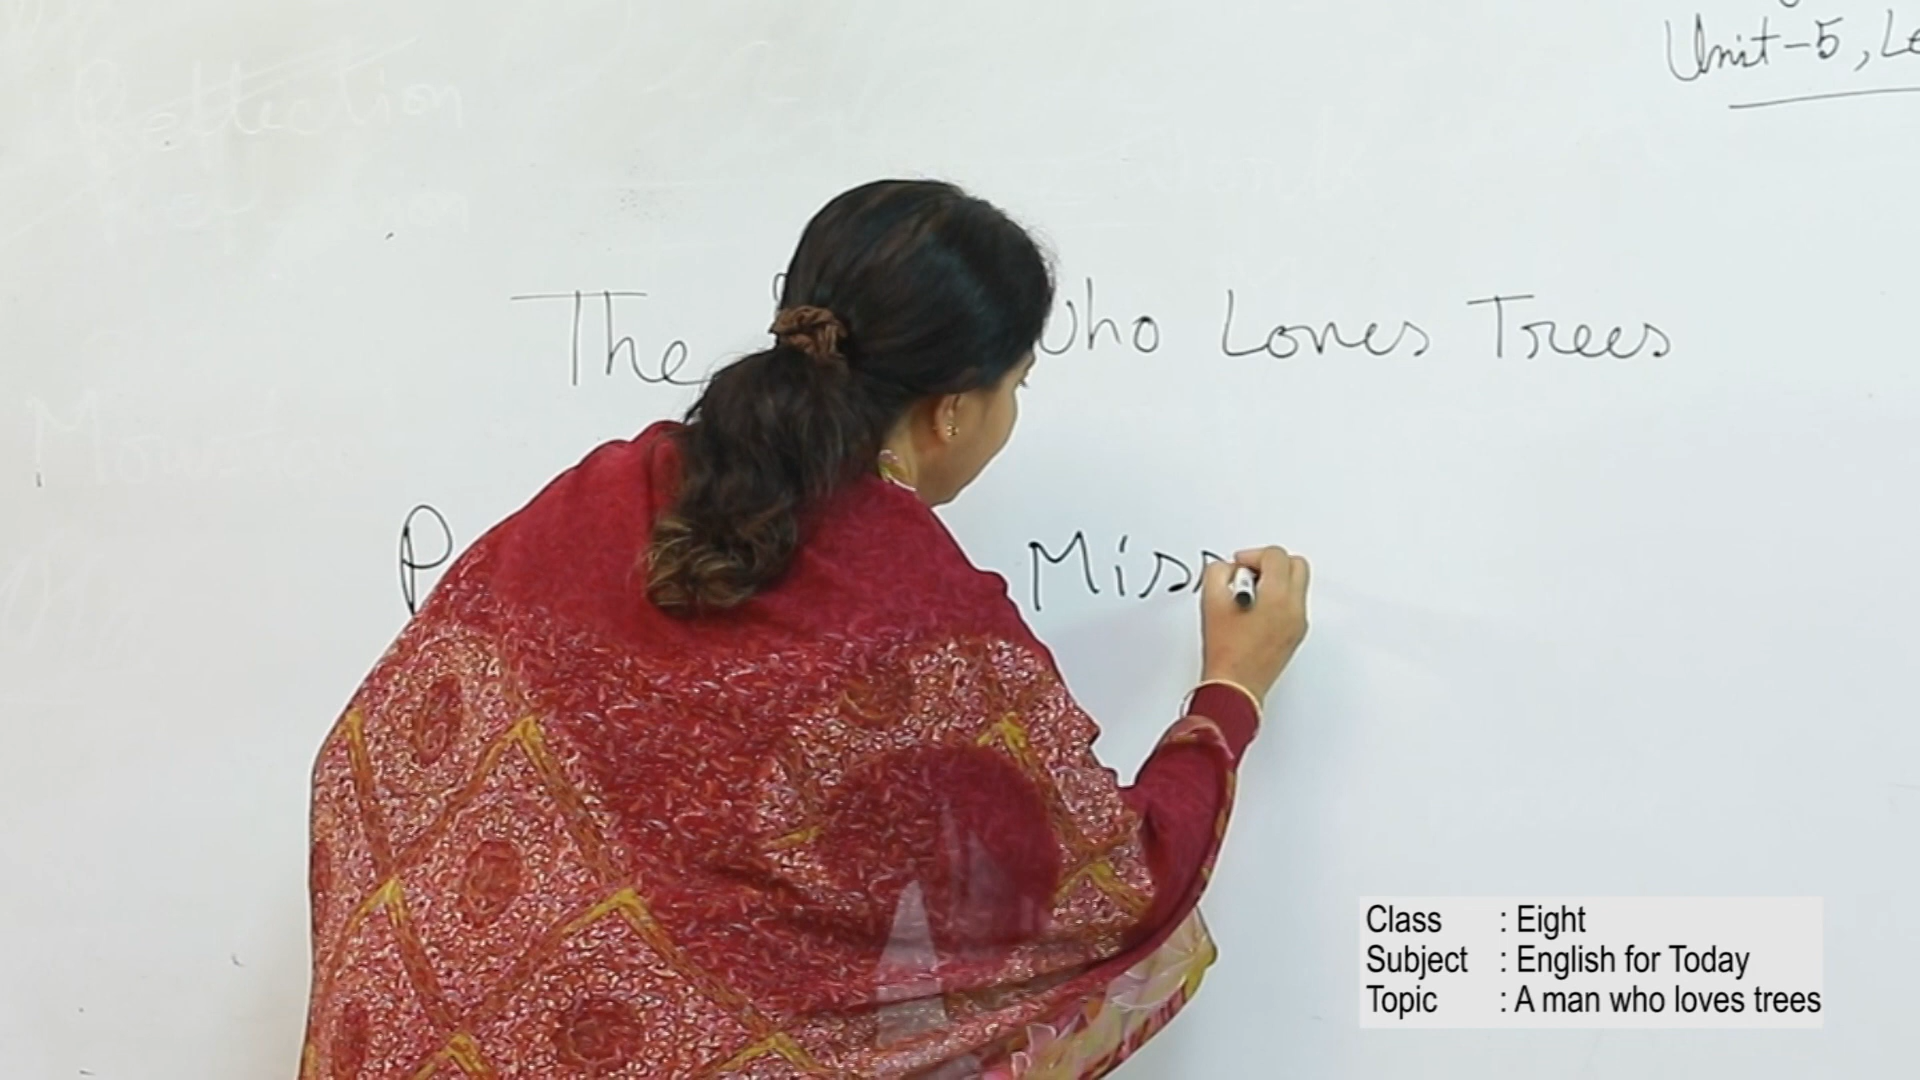 Unit-5, Le
The who Loves Trees
P Miss
Class : Eight
Subject : English for Today
Topic : A man who loves trees